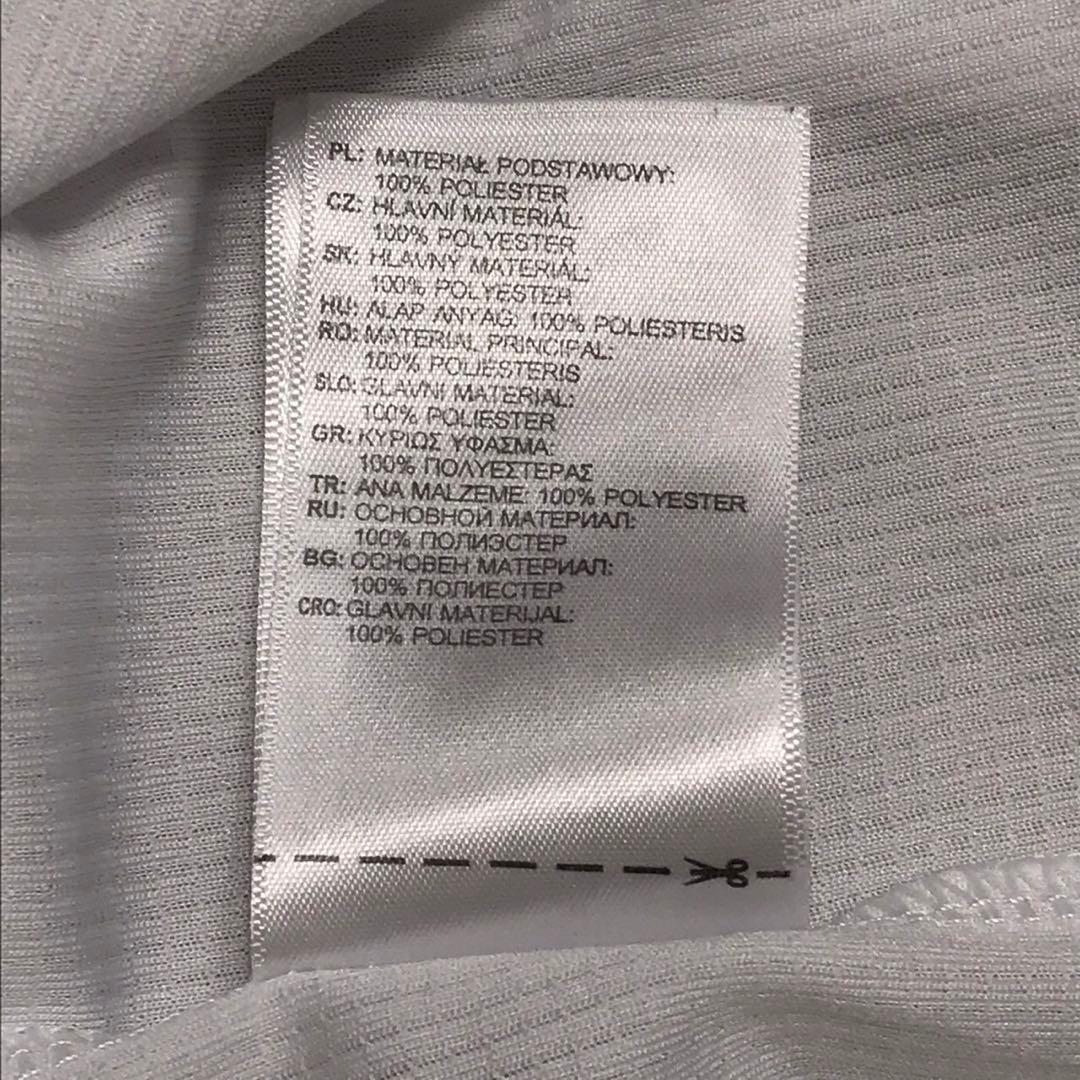 PL: MATERIAŁ PODSTAWOWY:
100% POLIESTER
CZ: HLAVNÍ MATERIÁL:
100% POLYESTER
SK: HLAVNÝ MATERIÁL:
100% POLYESTER
HU: ALAP ANYAG: 100% POLIESTERIS
RO: MATERIAL PRINCIPAL:
100% POLIESTERIS
SLO: GLAVNI MATERIAL:
100% POLIESTER
GR: ΚΥΡΙΩΣ ΥΦΑΣΜΑ:
100% ΠΟΛΥΕΣΤΕΡΑΣ
TR: ANA MALZEME: 100% POLYESTER
RU: ОСНОВНОЙ МАТЕРИАЛ:
100% ПОЛИЭСТЕР
BG: ОСНОВЕН МАТЕРИАЛ:
100% ПОЛИЕСТЕР
CRO: GLAVNI MATERIJAL:
100% POLIESTER